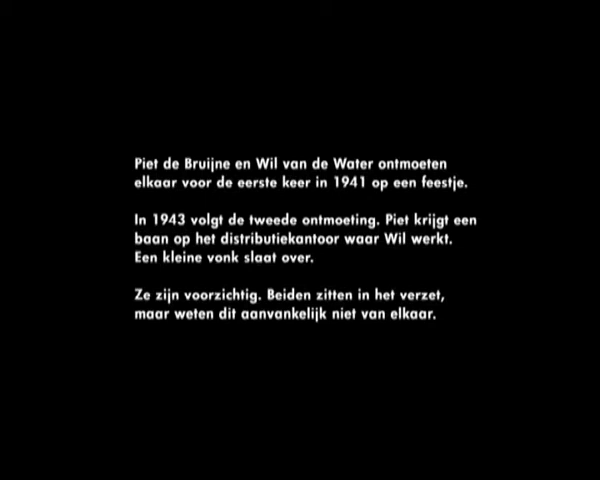 Piet de Bruijne en Wil van de Water ontmoeten
elkaar voor de eerste keer in 1941 op een feestje.
In 1943 volgt de tweede ontmoeting. Piet krijgt een
baan op het distributiekantoor waar Wil werkt.
Een kleine vonk slaat over.
Ze zijn voorzichtig. Beiden zitten in het verzet,
maar weten dit aanvankelijk niet van elkaar.